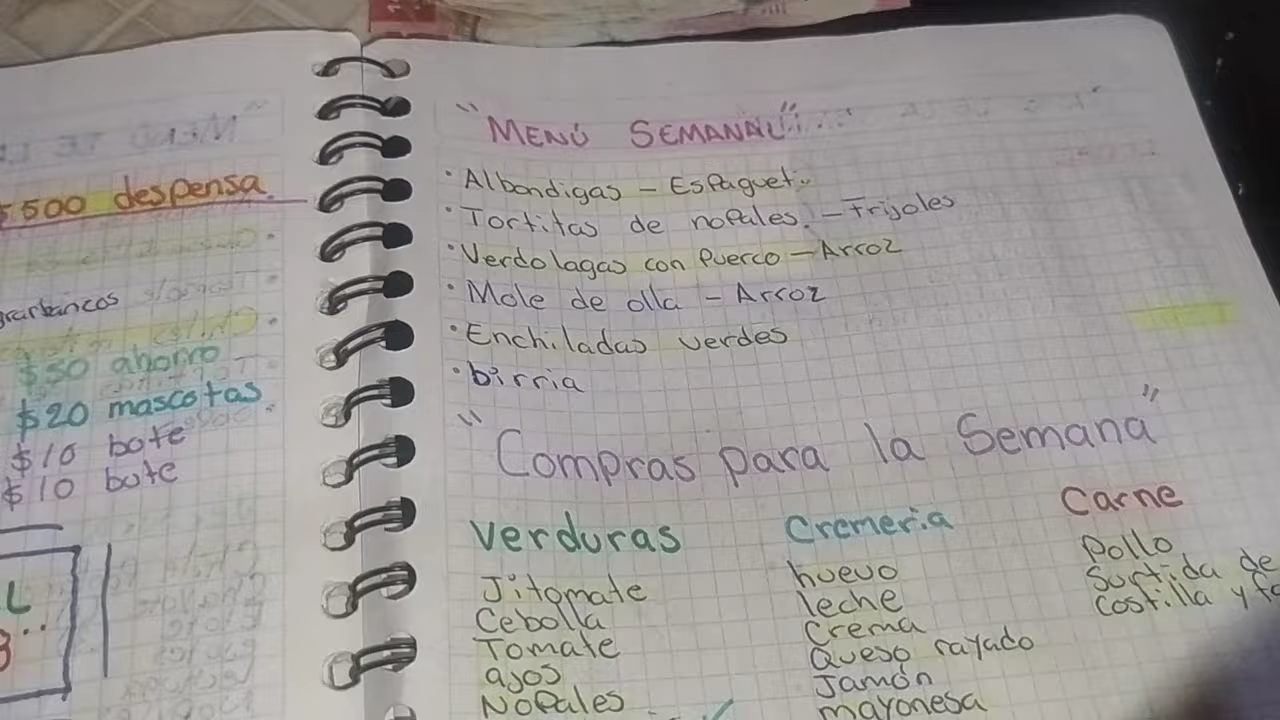 $500 despensa
$50 ahorro
$20 mascotas
$10 bote
$10 bote
"MENÚ SEMANAL"
· Albondigas - Espagueti
· Tortitas de nopales. - Frijoles
· Verdolagas con Puerco - Arroz
· Mole de olla - Arroz
· Enchiladas verdes
· birria
"Compras para la Semana"
Verduras
Jitomate
Cebolla
Tomate
ajos
Nopales
Cremeria
huevo
leche
crema
Queso rayado
Jamón
mayonesa
Carne
Pollo
Surtida de
costilla y